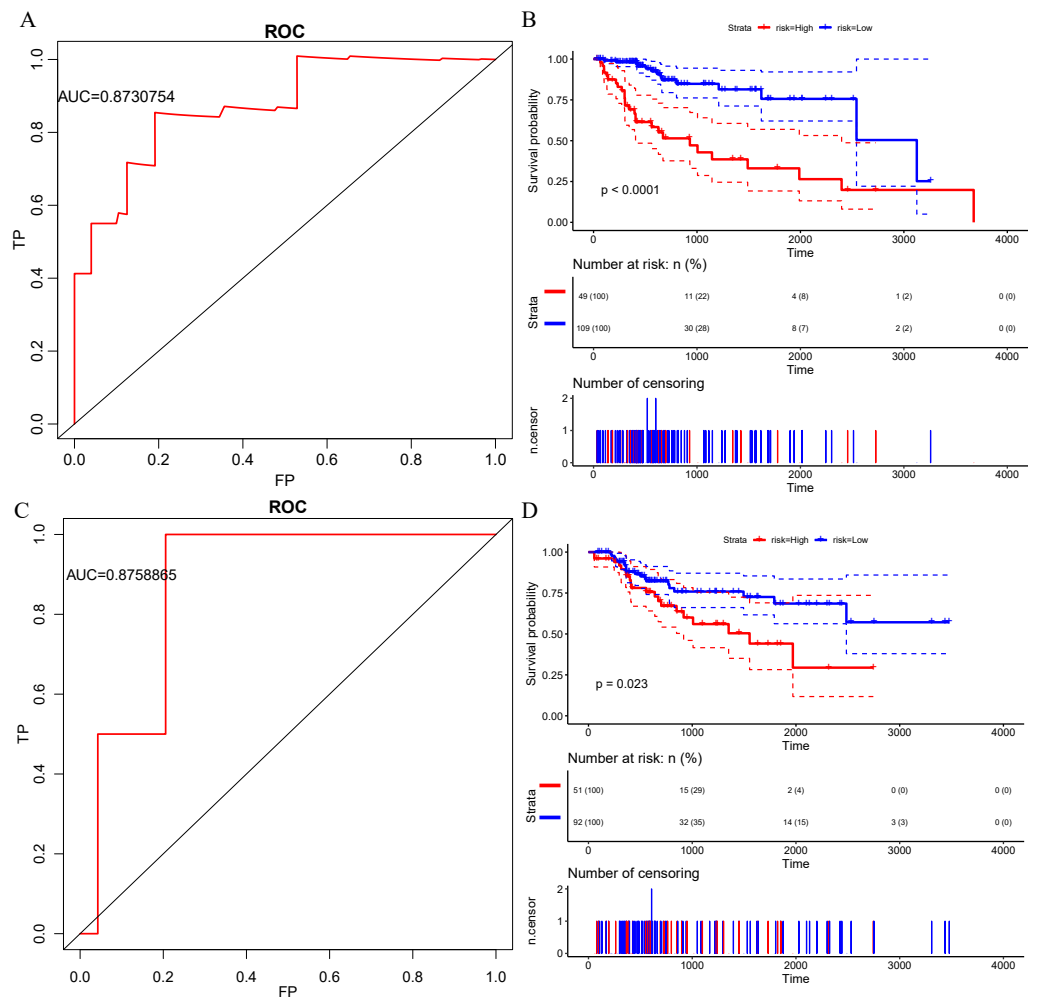 A
ROC
AUC=0.8730754
TP
0.0 0.2 0.4 0.6 0.8 1.0
0.0 0.2 0.4 0.6 0.8 1.0
FP
B
Strata risk=High risk=Low
Survival probability
1.00
0.75
0.50
0.25
0.00
p < 0.0001
0 1000 2000 3000 4000
Time
Number at risk: n (%)
Strata
49 (100) 11 (22) 4 (8) 1 (2) 0 (0)
109 (100) 30 (28) 8 (7) 2 (2) 0 (0)
0 1000 2000 3000 4000
Time
Number of censoring
n.censor
2
1
0
0 1000 2000 3000 4000
Time
C
ROC
AUC=0.8758865
TP
0.0 0.2 0.4 0.6 0.8 1.0
0.0 0.2 0.4 0.6 0.8 1.0
FP
D
Strata risk=High risk=Low
Survival probability
1.00
0.75
0.50
0.25
0.00
p = 0.023
0 1000 2000 3000 4000
Time
Number at risk: n (%)
Strata
51 (100) 15 (29) 2 (4) 0 (0) 0 (0)
92 (100) 32 (35) 14 (15) 3 (3) 0 (0)
0 1000 2000 3000 4000
Time
Number of censoring
n.censor
2
1
0
0 1000 2000 3000 4000
Time